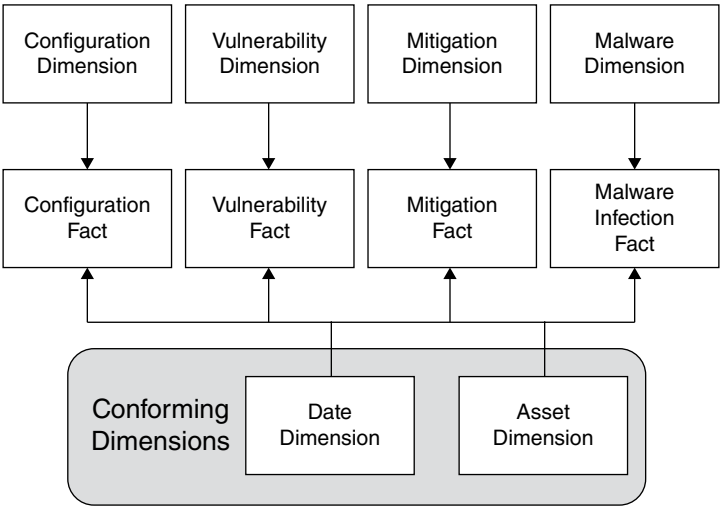 Configuration
Dimension
Vulnerability
Dimension
Mitigation
Dimension
Malware
Dimension
Configuration
Fact
Vulnerability
Fact
Mitigation
Fact
Malware
Infection
Fact
Conforming
Dimensions
Date
Dimension
Asset
Dimension